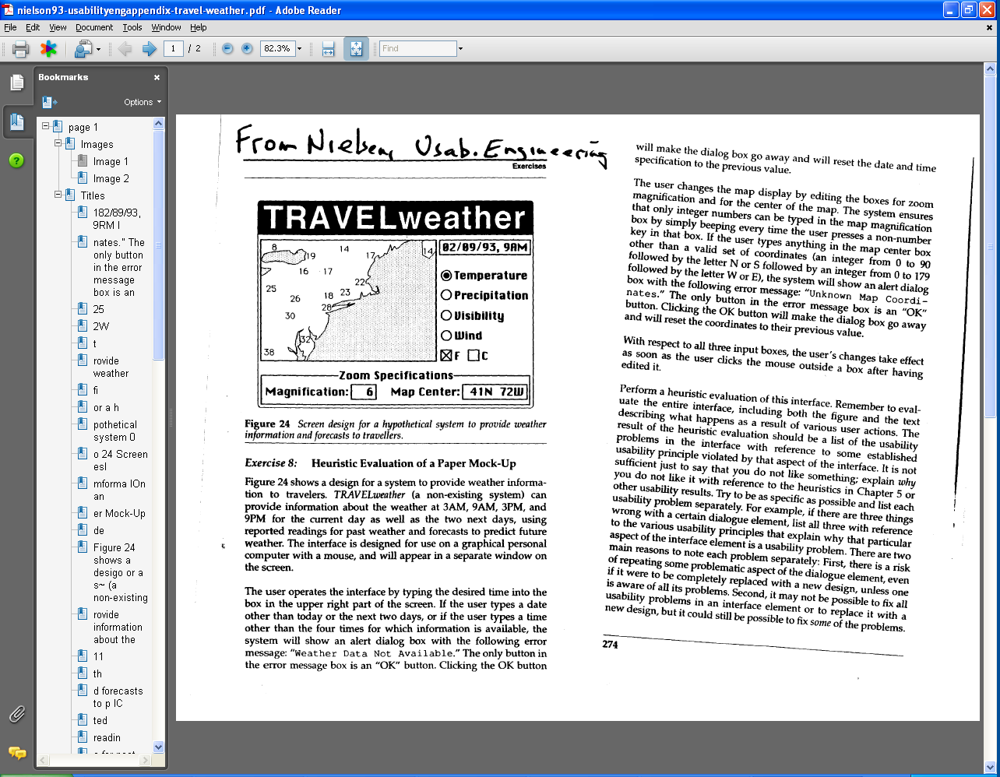 nielson93-usabilityengappendix-travel-weather.pdf - Adobe Reader
File Edit View Document Tools Window Help
1 / 2 82.3% Find
Bookmarks
Options
page 1
Images
Image 1
Image 2
Titles
182/89/93,
9RM I
nates." The
only button
in the error
message
box is an
25
2W
t
rovide
weather
fi
or a h
pothetical
system 0
o 24 Screen
esI
mforma IOn
an
er Mock-Up
de
Figure 24
shows a
desigo or a
s~ (a
non-existing
rovide
information
about the
11
th
d forecasts
to p IC
ted
readin
From Nielsen, Usab. Engineering
Exercises
TRAVELweather
8 19 14 17 14
16 17
25 26 18 23 22
28
30
32
38
02/09/93, 9AM
Temperature
Precipitation
Visibility
Wind
F C
Zoom Specifications
Magnification: 6 Map Center: 41N 72W
Figure 24 Screen design for a hypothetical system to provide weather
information and forecasts to travellers.
Exercise 8: Heuristic Evaluation of a Paper Mock-Up
Figure 24 shows a design for a system to provide weather informa-
tion to travelers. TRAVELweather (a non-existing system) can
provide information about the weather at 3AM, 9AM, 3PM, and
9PM for the current day as well as the two next days, using
reported readings for past weather and forecasts to predict future
weather. The interface is designed for use on a graphical personal
computer with a mouse, and will appear in a separate window on
the screen.
The user operates the interface by typing the desired time into the
box in the upper right part of the screen. If the user types a date
other than today or the next two days, or if the user types a time
other than the four times for which information is available, the
system will show an alert dialog box with the following error
message: "Weather Data Not Available." The only button in
the error message box is an "OK" button. Clicking the OK button
will make the dialog box go away and will reset the date and time
specification to the previous value.
The user changes the map display by editing the boxes for zoom
magnification and for the center of the map. The system ensures
that only integer numbers can be typed in the map magnification
box by simply beeping every time the user presses a non-number
key in that box. If the user types anything in the map center box
other than a valid set of coordinates (an integer from 0 to 90
followed by the letter N or S followed by an integer from 0 to 179
followed by the letter W or E), the system will show an alert dialog
box with the following error message: "Unknown Map Coordi-
nates." The only button in the error message box is an "OK"
button. Clicking the OK button will make the dialog box go away
and will reset the coordinates to their previous value.
With respect to all three input boxes, the user's changes take effect
as soon as the user clicks the mouse outside a box after having
edited it.
Perform a heuristic evaluation of this interface. Remember to eval-
uate the entire interface, including both the figure and the text
describing what happens as a result of various user actions. The
result of the heuristic evaluation should be a list of the usability
problems in the interface with reference to some established
usability principle violated by that aspect of the interface. It is not
sufficient just to say that you do not like something; explain why
you do not like it with reference to the heuristics in Chapter 5 or
other usability results. Try to be as specific as possible and list each
usability problem separately. For example, if there are three things
wrong with a certain dialogue element, list all three with reference
to the various usability principles that explain why that particular
aspect of the interface element is a usability problem. There are two
main reasons to note each problem separately: First, there is a risk
of repeating some problematic aspect of the dialogue element, even
if it were to be completely replaced with a new design, unless one
is aware of all its problems. Second, it may not be possible to fix all
usability problems in an interface element or to replace it with a
new design, but it could still be possible to fix some of the problems.
274